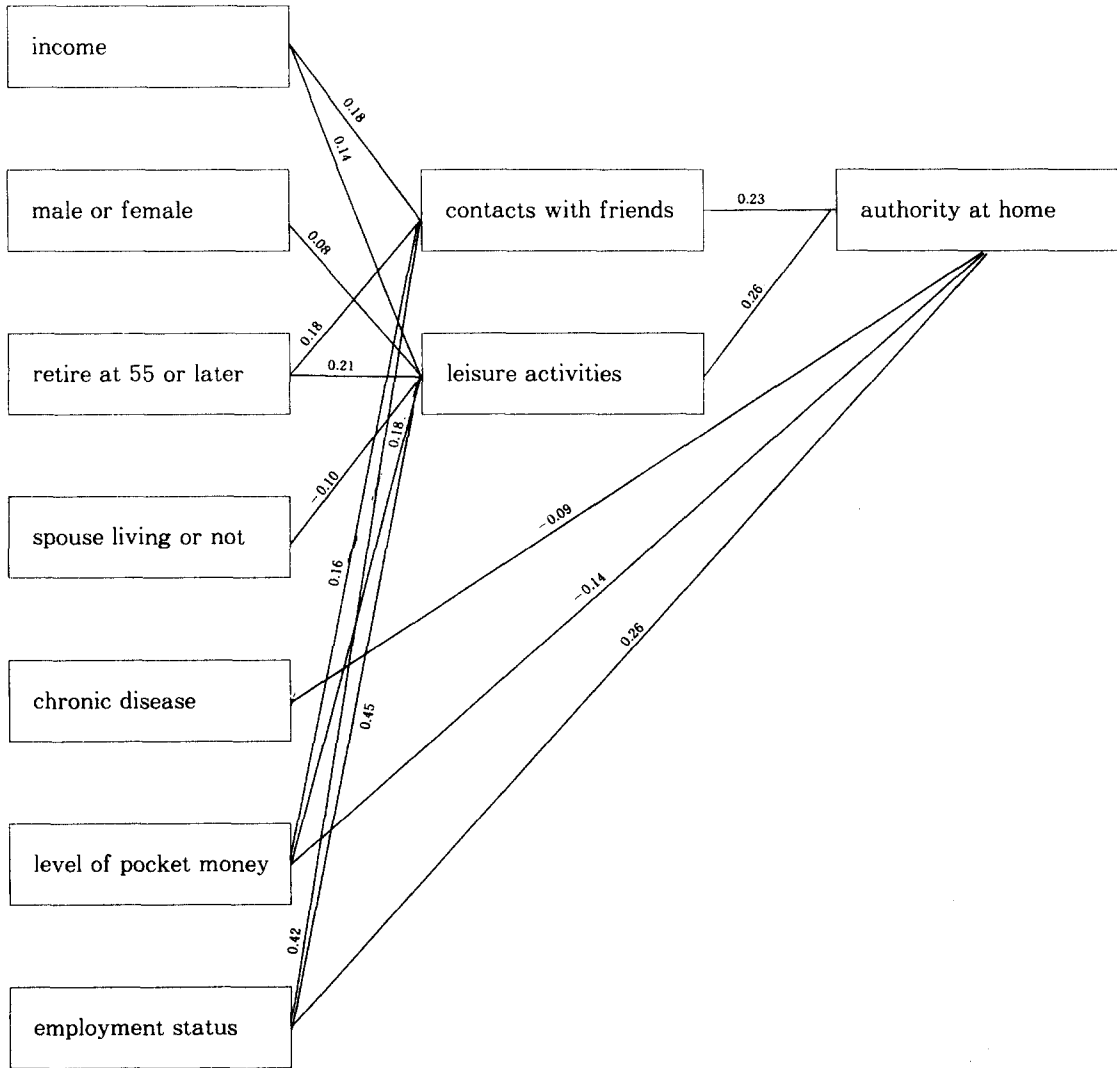 income
0.18
0.14
male or female
contacts with friends
0.23
authority at home
0.08
0.26
0.18
retire at 55 or later
0.21
leisure activities
0.18
-0.10
spouse living or not
-0.09
0.16
-0.14
0.26
chronic disease
0.45
level of pocket money
0.42
employment status